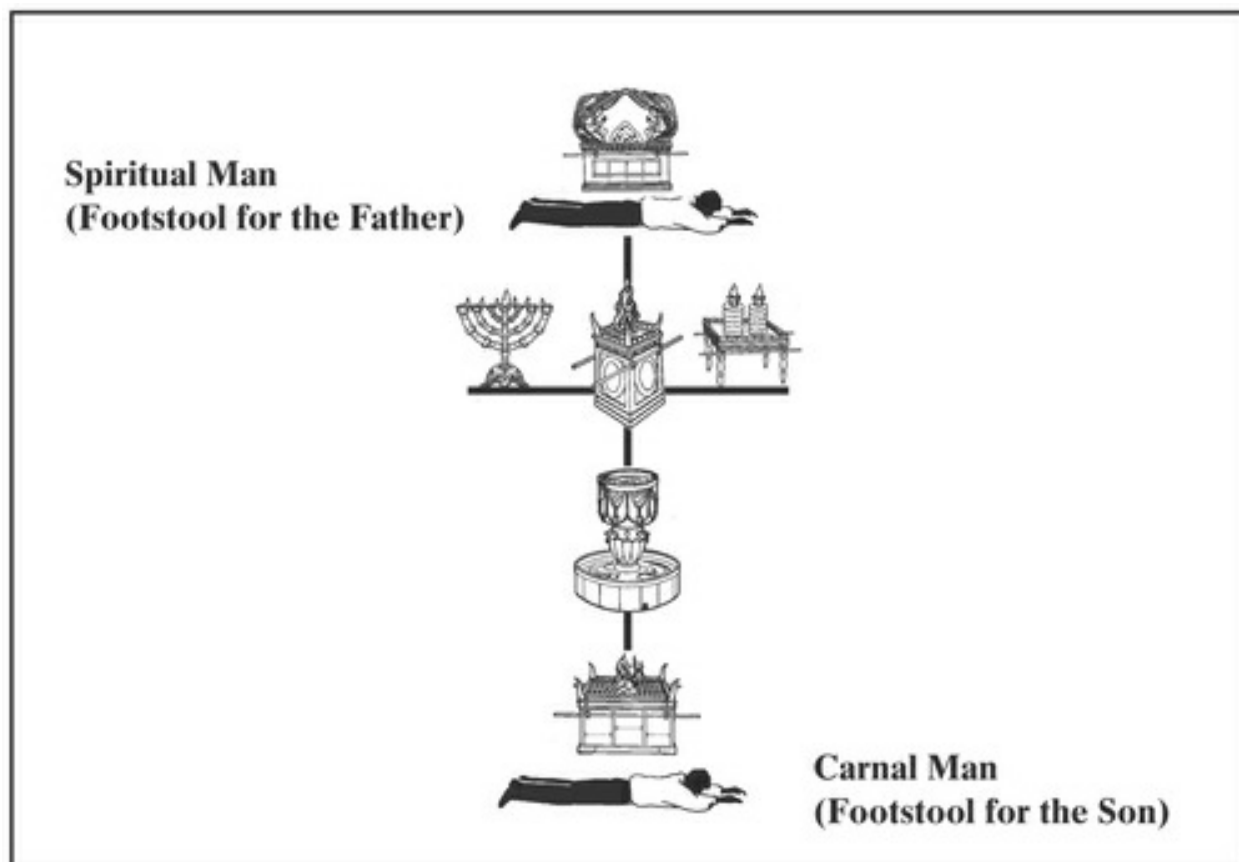 Spiritual Man
(Footstool for the Father)
Carnal Man
(Footstool for the Son)